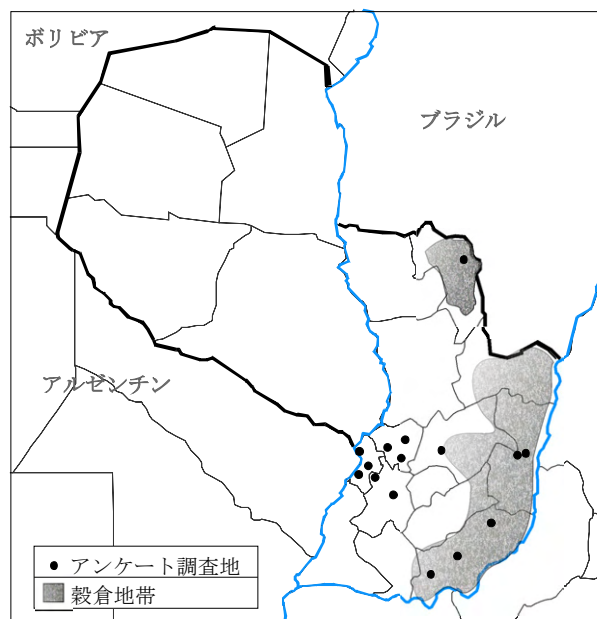 ボリビア
ブラジル
アルゼンチン
アンケート調査地
穀倉地帯